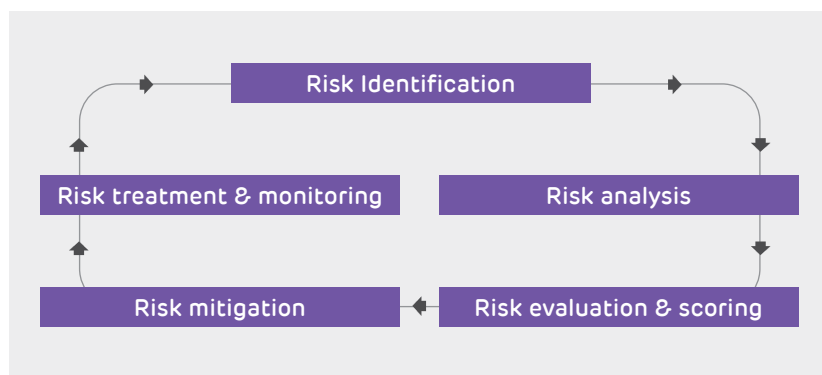 Risk Identification
Risk treatment & monitoring
Risk analysis
Risk mitigation
Risk evaluation & scoring